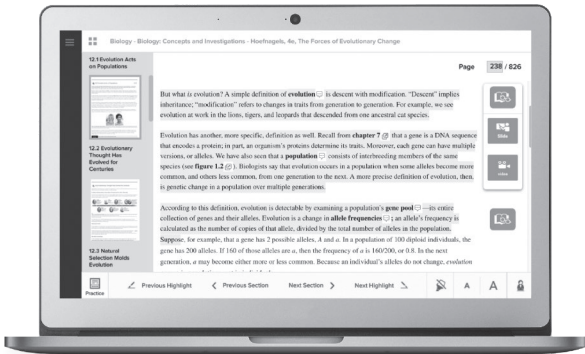 Biology - Biology: Concepts and Investigations - Hoefnagels, 4e, The Forces of Evolutionary Change
12.1 Evolution Acts
on Populations
12.2 Evolutionary
Thought Has
Evolved for
Centuries
12.3 Natural
Selection Molds
Evolution
Page 238 / 826
But what is evolution? A simple definition of evolution is descent with modification. "Descent" implies
inheritance; "modification" refers to changes in traits from generation to generation. For example, we see
evolution at work in the lions, tigers, and leopards that descended from one ancestral cat species.
Evolution has another, more specific, definition as well. Recall from chapter 7 that a gene is a DNA sequence
that encodes a protein; in part, an organism's proteins determine its traits. Moreover, each gene can have multiple
versions, or alleles. We have also seen that a population consists of interbreeding members of the same
species (see figure 1.2). Biologists say that evolution occurs in a population when some alleles become more
common, and others less common, from one generation to the next. A more precise definition of evolution, then,
is genetic change in a population over multiple generations.
According to this definition, evolution is detectable by examining a population's gene pool —its entire
collection of genes and their alleles. Evolution is a change in allele frequencies ; an allele's frequency is
calculated as the number of copies of that allele, divided by the total number of alleles in the population.
Suppose, for example, that a gene has 2 possible alleles, A and a. In a population of 100 diploid individuals, the
gene has 200 alleles. If 160 of those alleles are a, then the frequency of a is 160/200, or 0.8. In the next
generation, a may become either more or less common. Because an individual's alleles do not change, evolution
Slide
Practice
Previous Highlight
Previous Section
Next Section
Next Highlight
A
A